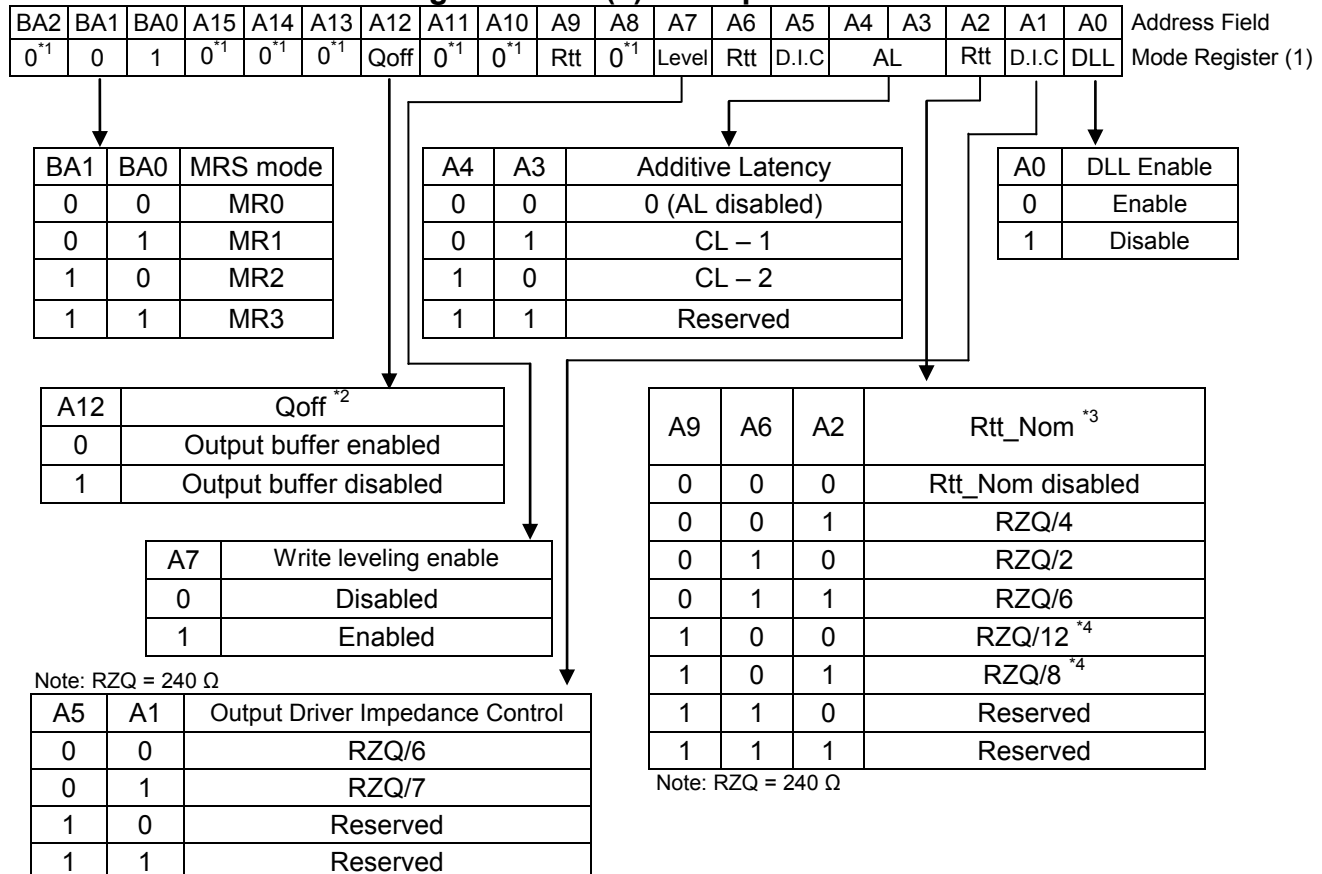 BA2 BA1 BA0 A15 A14 A13 A12 A11 A10 A9 A8 A7 A6 A5 A4 A3 A2 A1 A0 Address Field
0*1 0 1 0*1 0*1 0*1 Qoff 0*1 0*1 Rtt 0*1 Level Rtt D.I.C AL Rtt D.I.C DLL Mode Register (1)
BA1 BA0 MRS mode
0 0 MR0
0 1 MR1
1 0 MR2
1 1 MR3
A4 A3 Additive Latency
0 0 0 (AL disabled)
0 1 CL – 1
1 0 CL – 2
1 1 Reserved
A0 DLL Enable
0 Enable
1 Disable
A12 Qoff *2
0 Output buffer enabled
1 Output buffer disabled
A7 Write leveling enable
0 Disabled
1 Enabled
Note: RZQ = 240 Ω
A5 A1 Output Driver Impedance Control
0 0 RZQ/6
0 1 RZQ/7
1 0 Reserved
1 1 Reserved
A9 A6 A2 Rtt_Nom *3
0 0 0 Rtt_Nom disabled
0 0 1 RZQ/4
0 1 0 RZQ/2
0 1 1 RZQ/6
1 0 0 RZQ/12 *4
1 0 1 RZQ/8 *4
1 1 0 Reserved
1 1 1 Reserved
Note: RZQ = 240 Ω